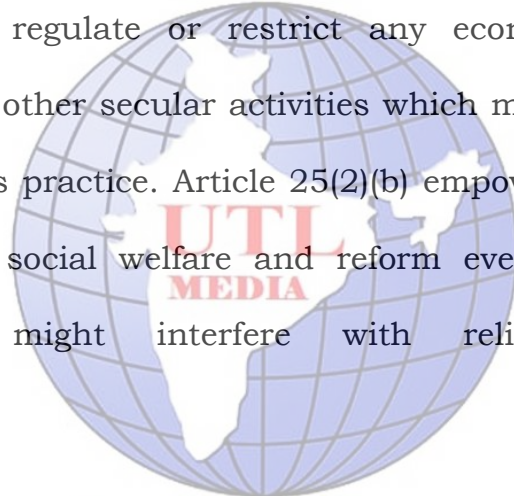 regulate or restrict any econ
other secular activities which m
s practice. Article 25(2)(b) empow
social welfare and reform eve
might interfere with reli
UTL
MEDIA